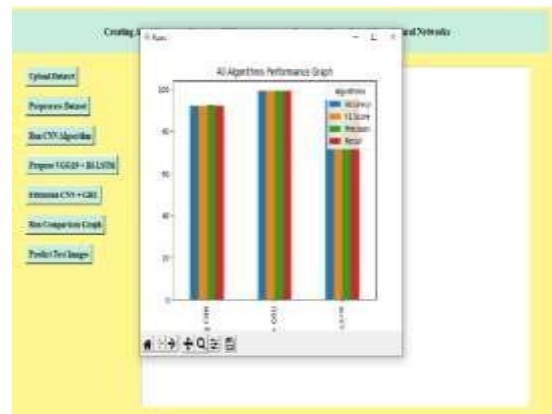 Creating
ral Networks
Upload Dataset
Preprocess Dataset
Run CNN Algorithm
Propose VGG19 + BI-LSTM
Extension CNN + GRU
Run Comparison Graph
Predict Test Images
All Algorithms Performance Graph
Algorithms
Accuracy
F1 Score
Precision
Recall
100
80
60
40
20
0